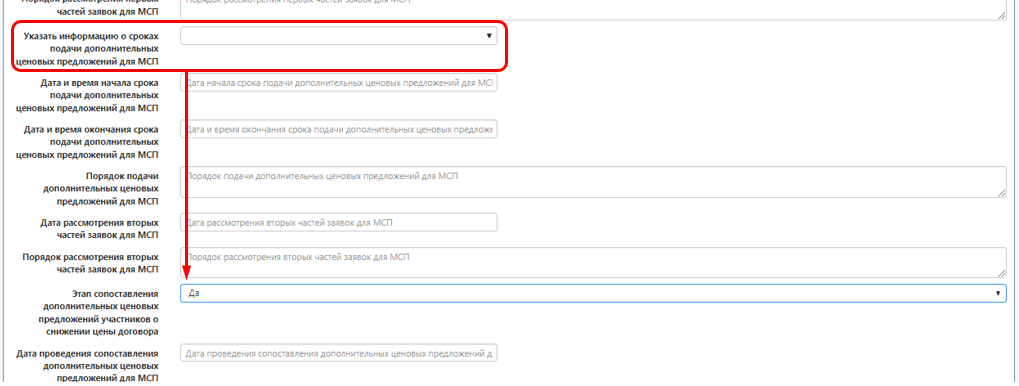 Порядок рассмотрения первых
частей заявок для МСП
Порядок рассмотрения первых частей заявок для МСП
Указать информацию о сроках
подачи дополнительных
ценовых предложений для МСП
Дата и время начала срока
подачи дополнительных
ценовых предложений для МСП
Дата начала срока подачи дополнительных ценовых предложений для МСI
Дата и время окончания срока
подачи дополнительных
ценовых предложений для МСП
Дата и время окончания срока подачи дополнительных ценовых предложе
Порядок подачи
дополнительных ценовых
предложений для МСП
Порядок подачи дополнительных ценовых предложений для МСП
Дата рассмотрения вторых
частей заявок для МСП
Дата рассмотрения вторых частей заявок для МСП
Порядок рассмотрения вторых
частей заявок для МСП
Порядок рассмотрения вторых частей заявок для МСП
Этап сопоставления
дополнительных ценовых
предложений участников о
снижении цены договора
Да
Дата проведения сопоставления
дополнительных ценовых
предложений для МСП
Дата проведения сопоставления дополнительных ценовых предложений д